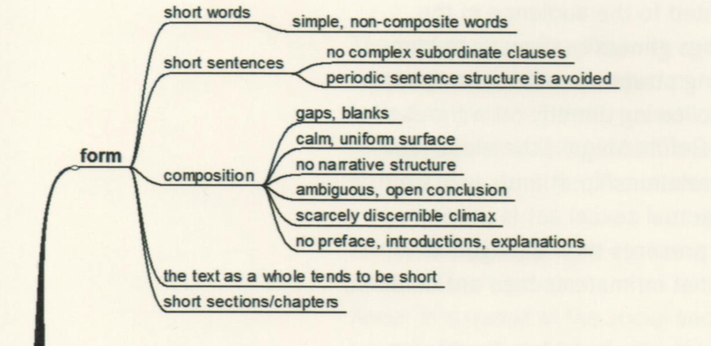 short words
simple, non-composite words
short sentences
no complex subordinate clauses
periodic sentence structure is avoided
form
composition
gaps, blanks
calm, uniform surface
no narrative structure
ambiguous, open conclusion
scarcely discernible climax
no preface, introductions, explanations
the text as a whole tends to be short
short sections/chapters